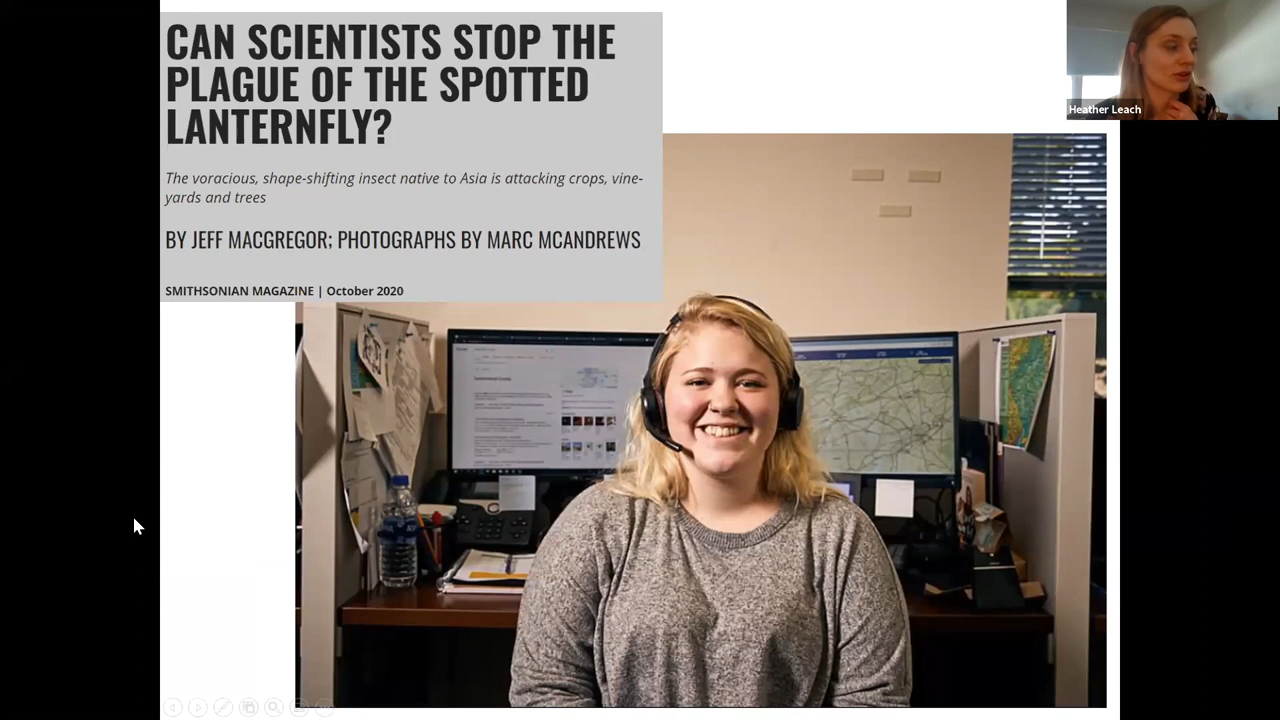 CAN SCIENTISTS STOP THE
PLAGUE OF THE SPOTTED
LANTERNFLY?
The voracious, shape-shifting insect native to Asia is attacking crops, vine-
yards and trees
BY JEFF MACGREGOR; PHOTOGRAPHS BY MARC MCANDREWS
SMITHSONIAN MAGAZINE | October 2020
Heather Leach